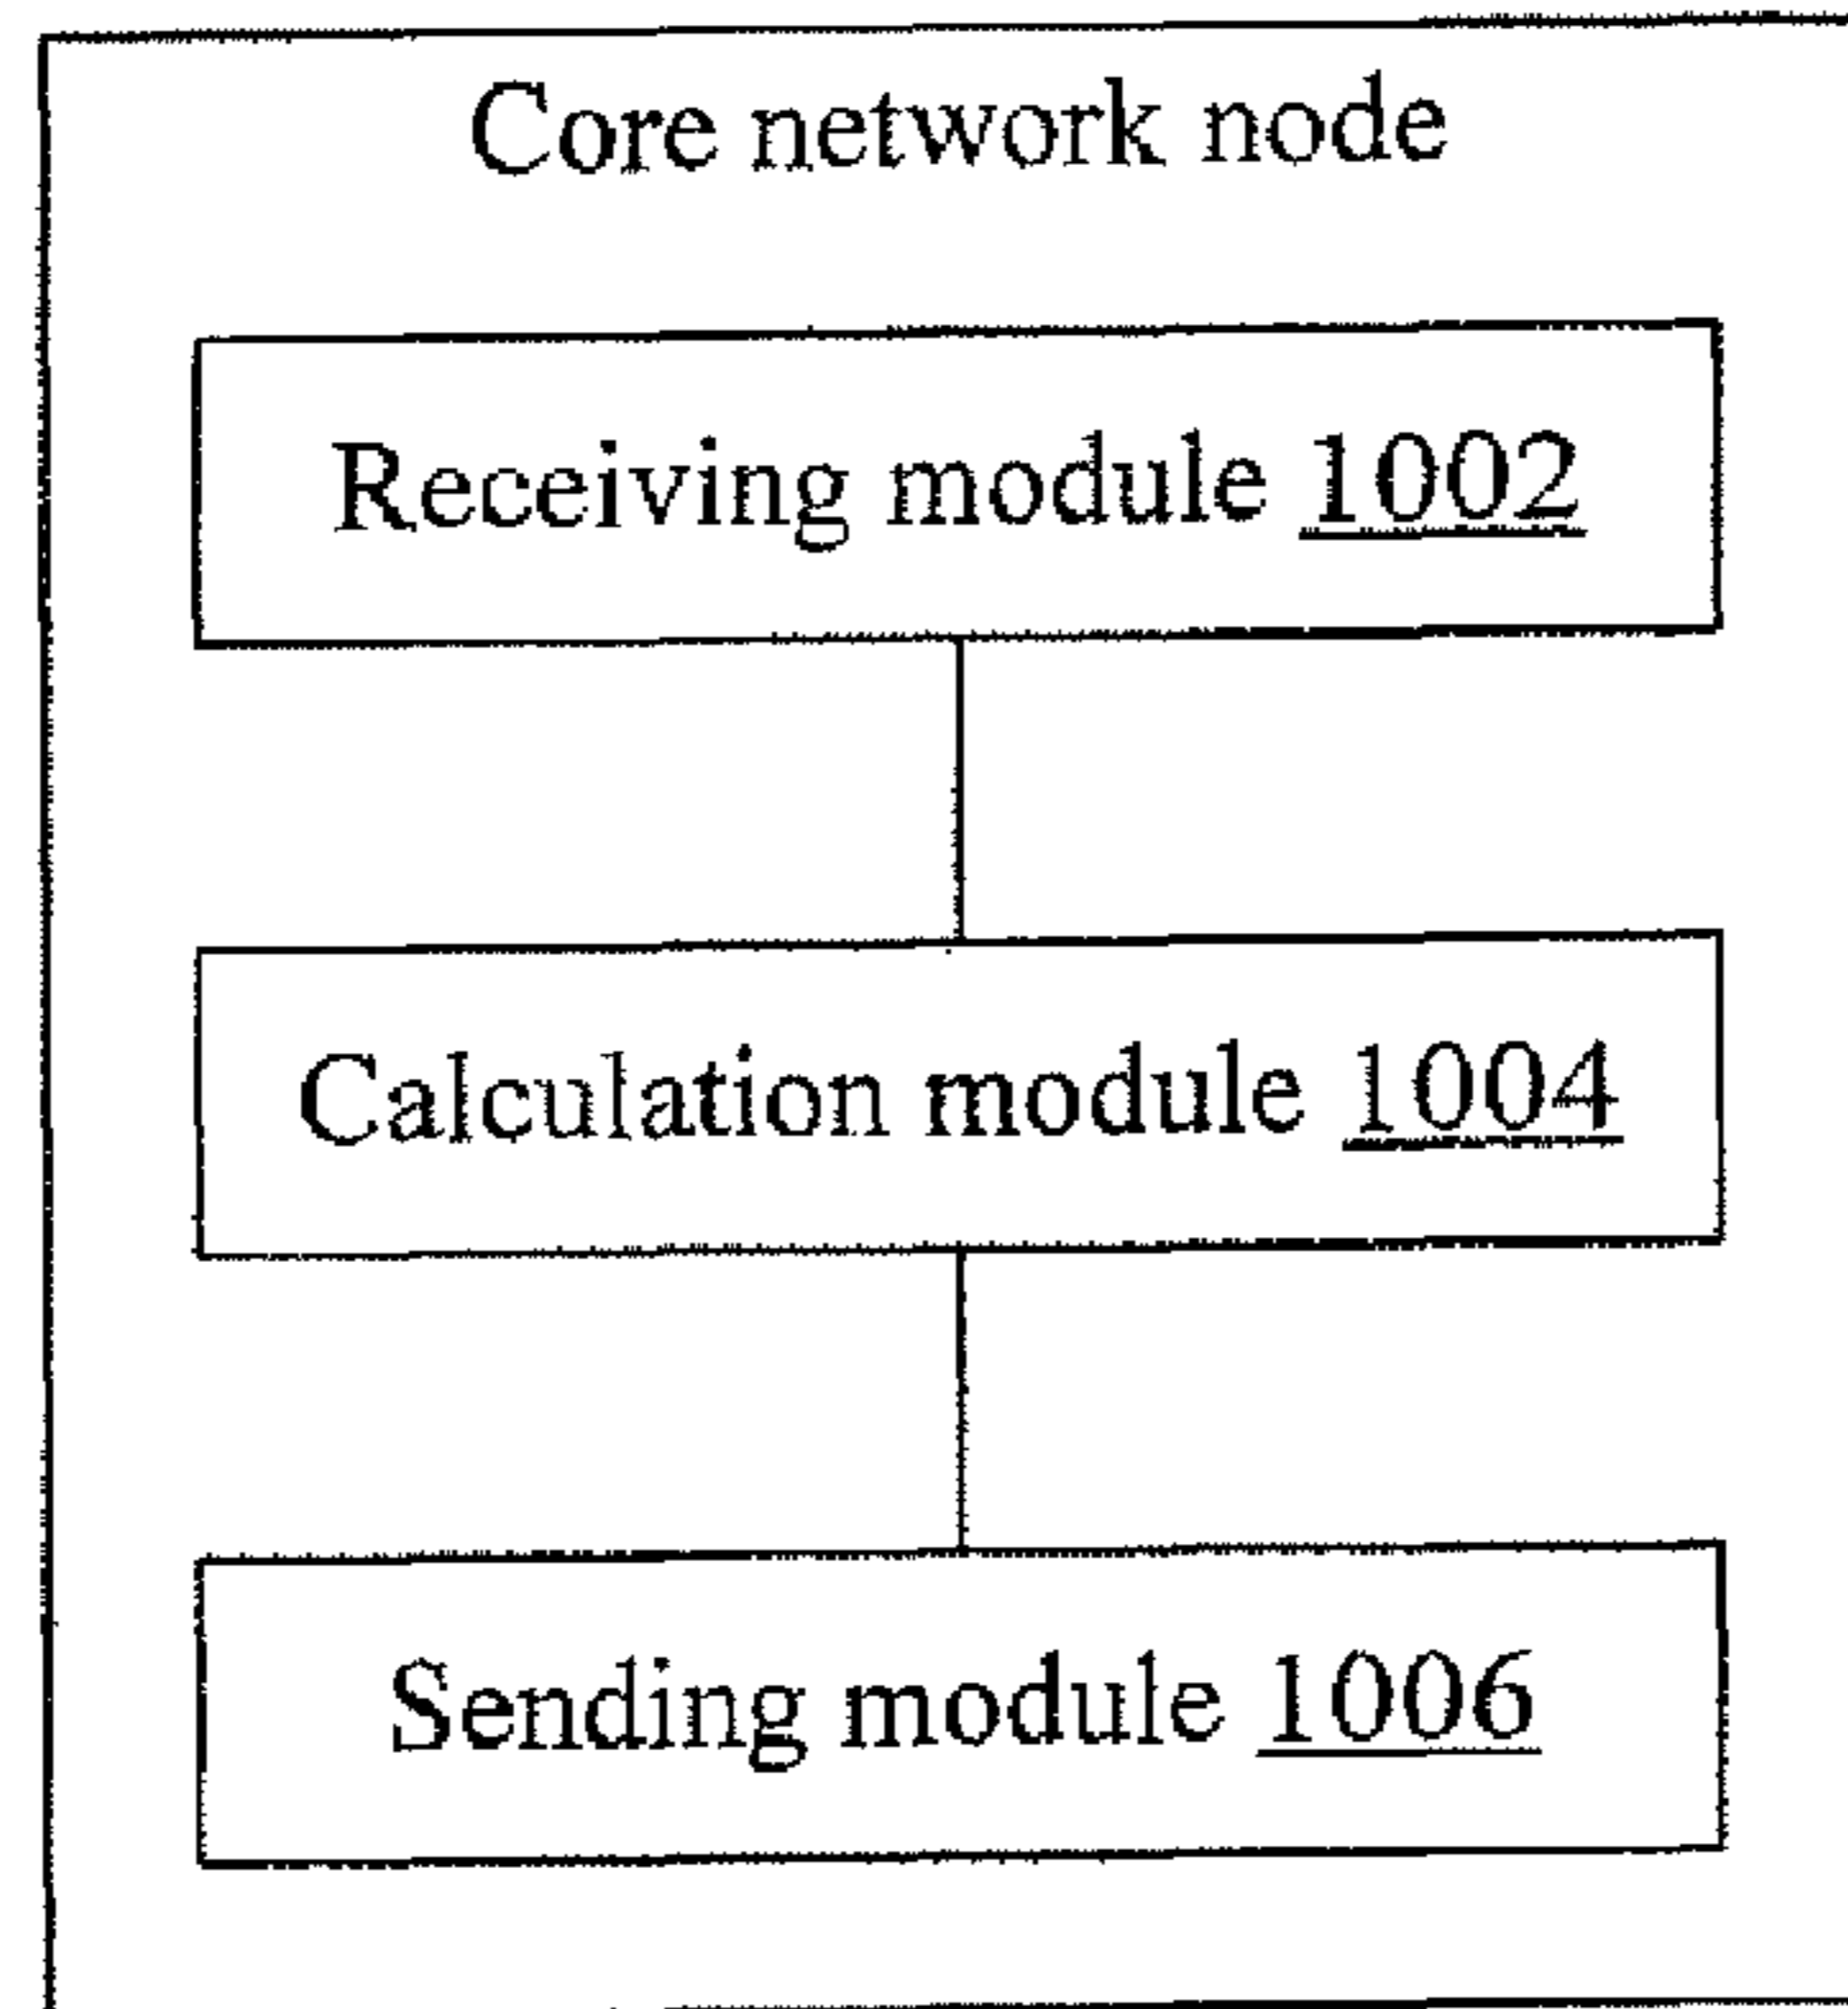 Core network node
Receiving module 1002
Calculation module 1004
Sending module 1006